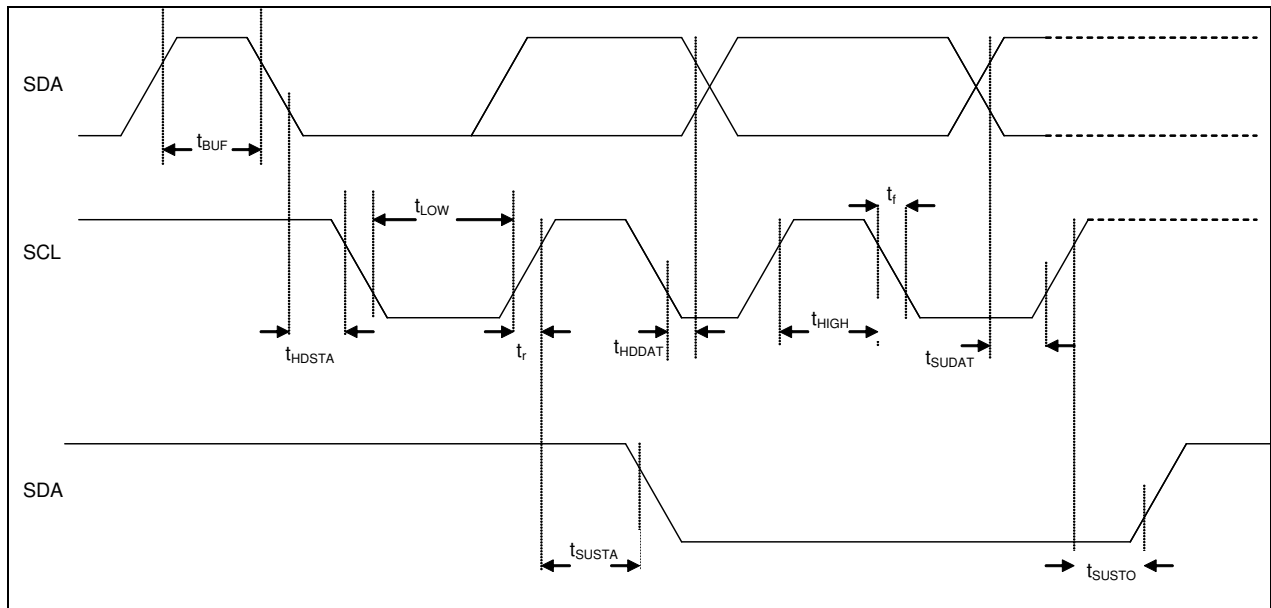 SDA
t_BUF
t_LOW
t_f
SCL
t_HDSTA
t_r
t_HDDAT
t_HIGH
t_SUDAT
SDA
t_SUSTA
t_SUSTO